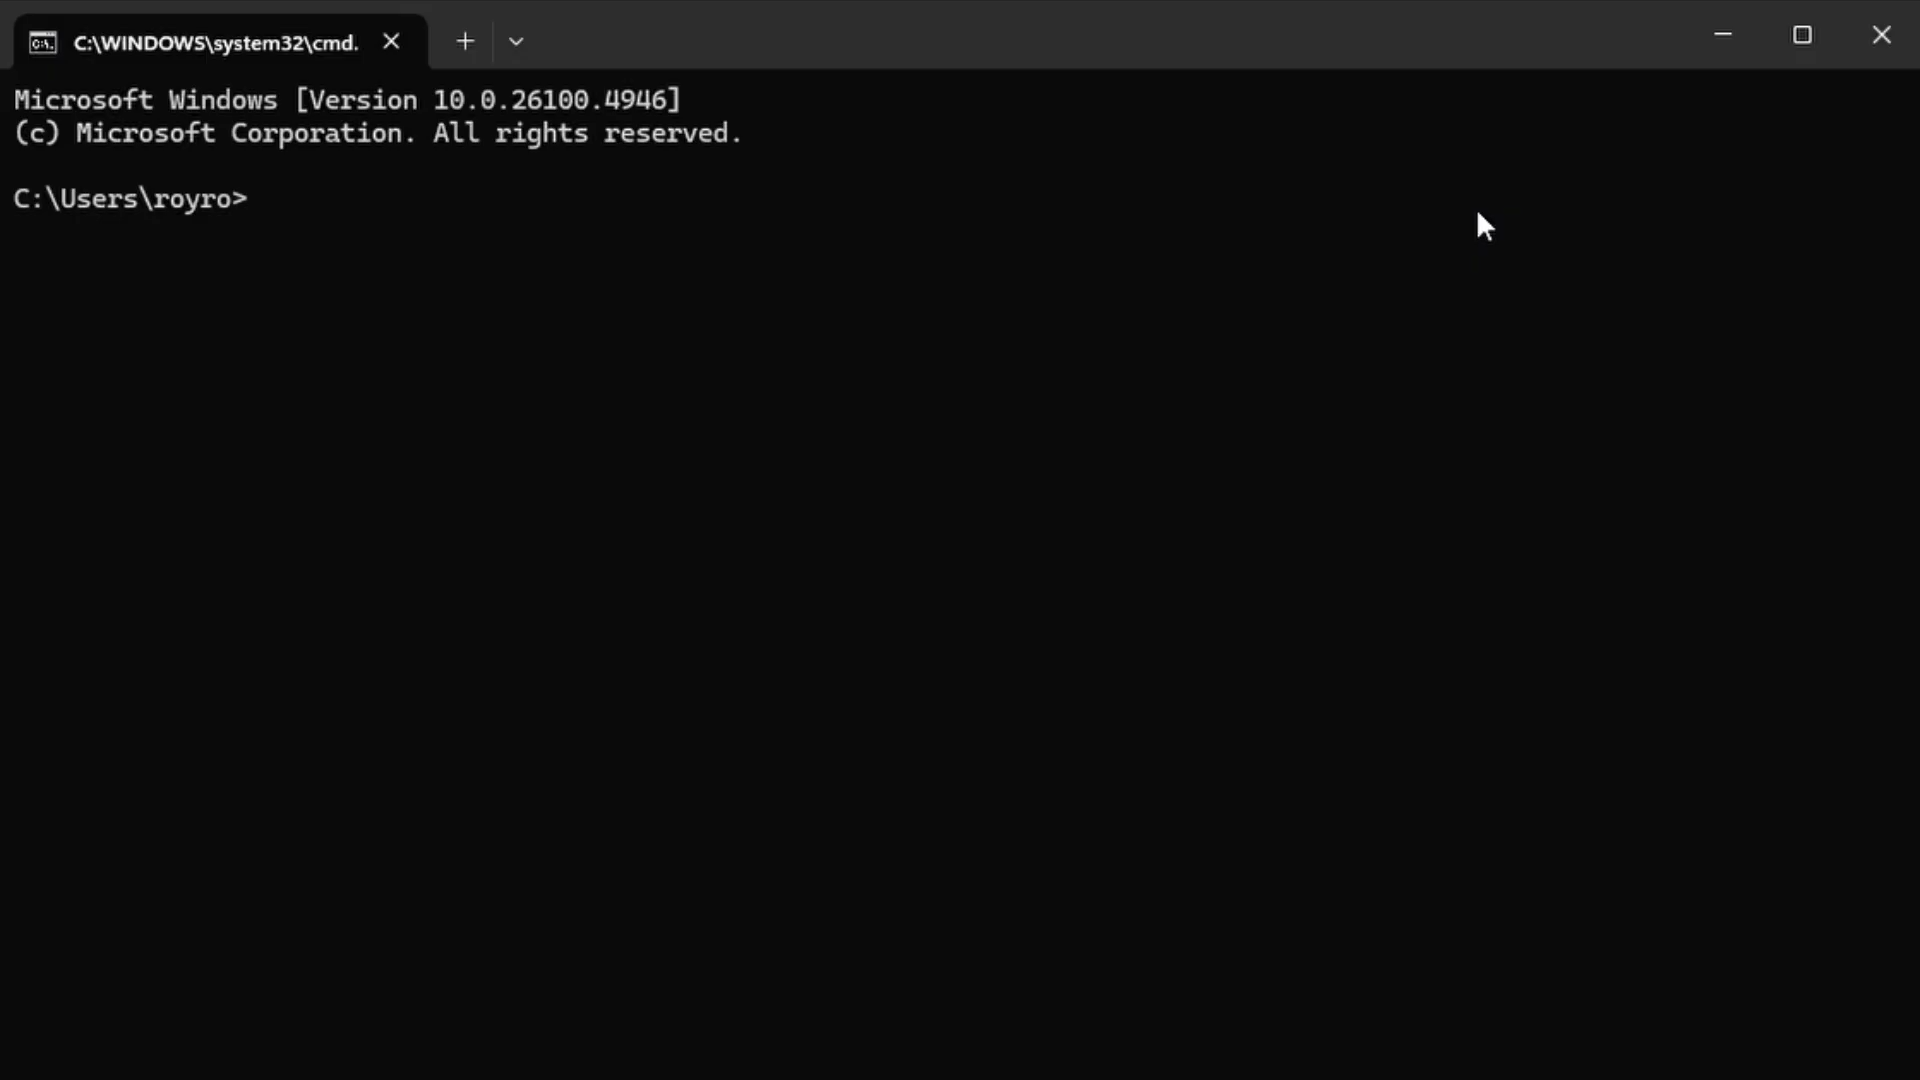 C:\WINDOWS\system32\cmd.
Microsoft Windows [Version 10.0.26100.4946]
(c) Microsoft Corporation. All rights reserved.
C:\Users\royro>